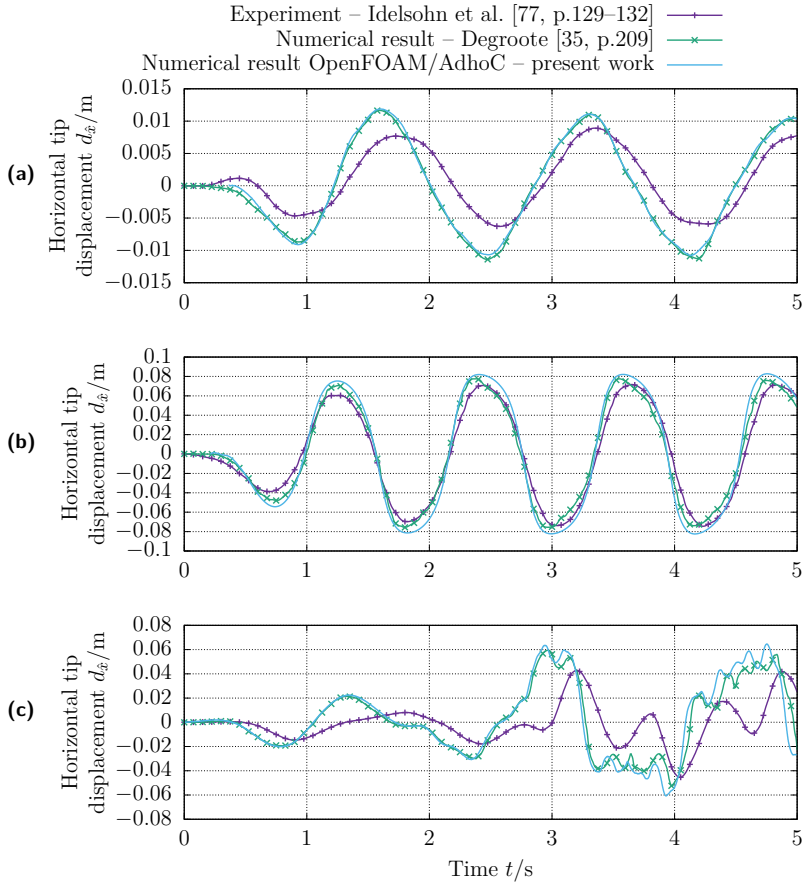 Experiment – Idelsohn et al. [77, p.129–132]
Numerical result – Degroote [35, p.209]
Numerical result OpenFOAM/AdhoC – present work
(a)
Horizontal tip
displacement d_x̂/m
0.015
0.01
0.005
0
−0.005
−0.01
−0.015
0 1 2 3 4 5
(b)
Horizontal tip
displacement d_x̂/m
0.1
0.08
0.06
0.04
0.02
0
−0.02
−0.04
−0.06
−0.08
−0.1
0 1 2 3 4 5
(c)
Horizontal tip
displacement d_x̂/m
0.08
0.06
0.04
0.02
0
−0.02
−0.04
−0.06
−0.08
0 1 2 3 4 5
Time t/s